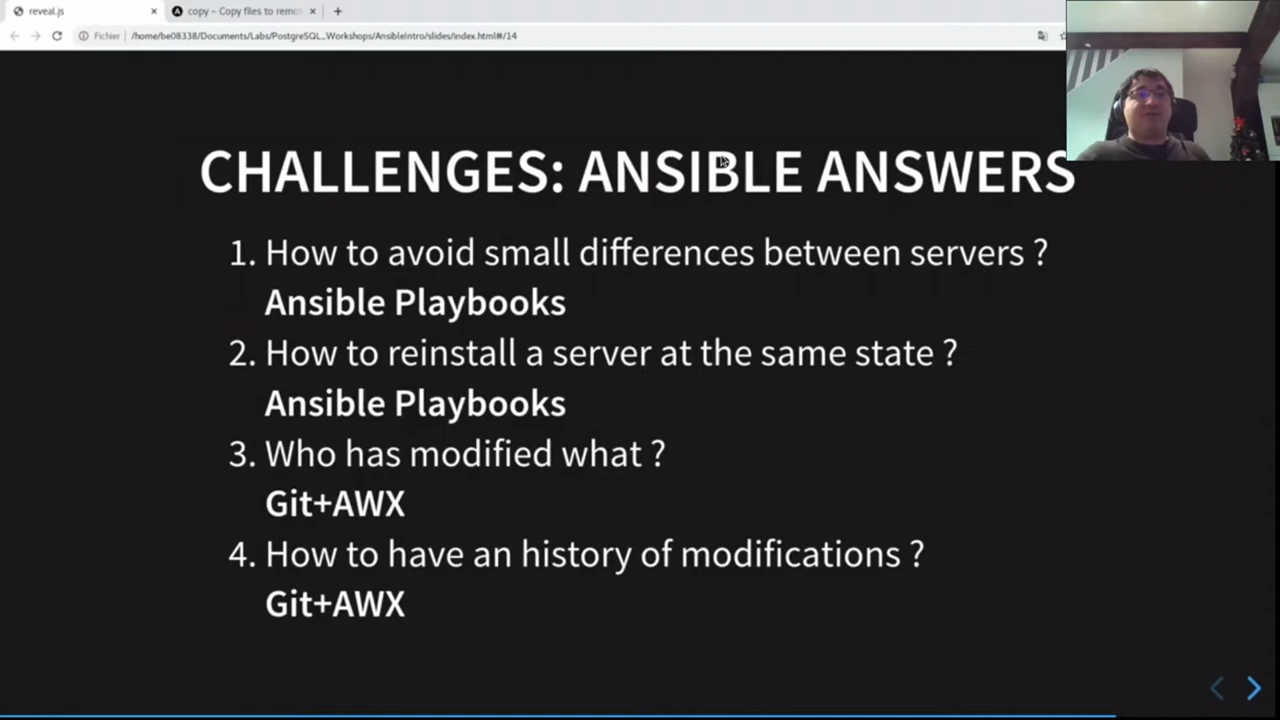 reveal.js
copy – Copy files to remot
Fichier
/home/be08338/Documents/Labs/PostgreSQL_Workshops/AnsibleIntro/slides/index.html#/14
CHALLENGES: ANSIBLE ANSWERS
1. How to avoid small differences between servers ?
Ansible Playbooks
2. How to reinstall a server at the same state ?
Ansible Playbooks
3. Who has modified what ?
Git+AWX
4. How to have an history of modifications ?
Git+AWX